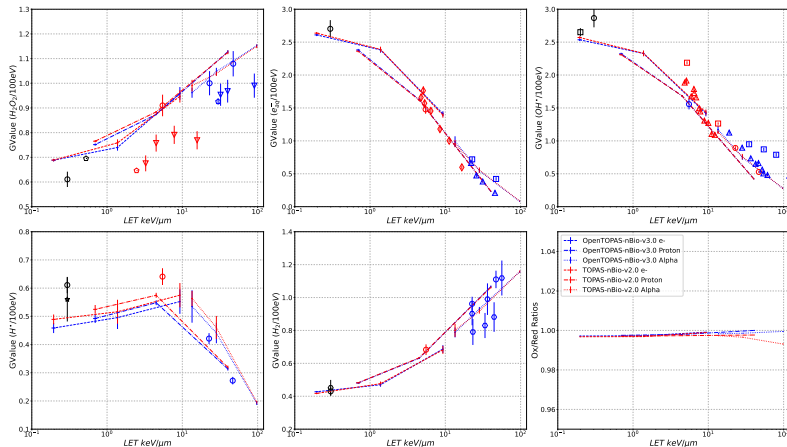 GValue (H₂O₂/100eV)
1.3
1.2
1.1
1.0
0.9
0.8
0.7
0.6
0.5
10⁻¹ 10⁰ 10¹ 10²
LET keV/μm
GValue (e⁻aq/100eV)
3.0
2.5
2.0
1.5
1.0
0.5
0.0
10⁻¹ 10⁰ 10¹ 10²
LET keV/μm
GValue (OH*/100eV)
3.0
2.5
2.0
1.5
1.0
0.5
0.0
10⁻¹ 10⁰ 10¹ 10²
LET keV/μm
GValue (H*/100eV)
0.8
0.7
0.6
0.5
0.4
0.3
0.2
0.1
10⁻¹ 10⁰ 10¹ 10²
LET keV/μm
GValue (H₂/100eV)
1.4
1.2
1.0
0.8
0.6
0.4
0.2
10⁻¹ 10⁰ 10¹ 10²
LET keV/μm
Ox/Red Ratios
1.04
1.02
1.00
0.98
0.96
OpenTOPAS-nBio-v3.0 e-
OpenTOPAS-nBio-v3.0 Proton
OpenTOPAS-nBio-v3.0 Alpha
TOPAS-nBio-v2.0 e-
TOPAS-nBio-v2.0 Proton
TOPAS-nBio-v2.0 Alpha
10⁻¹ 10⁰ 10¹ 10²
LET keV/μm